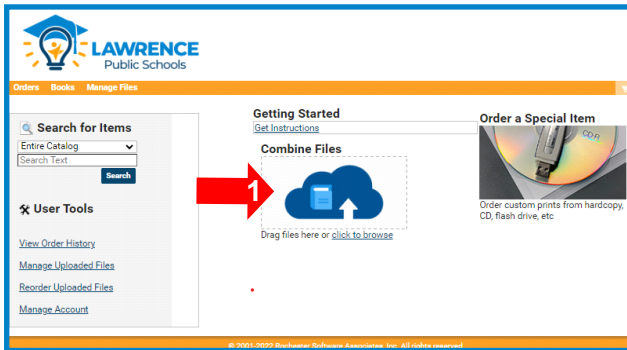 LAWRENCE
Public Schools
Orders Books Manage Files
Search for Items
Entire Catalog
Search Text
Search
User Tools
View Order History
Manage Uploaded Files
Reorder Uploaded Files
Manage Account
Getting Started
Get Instructions
Combine Files
1
Drag files here or click to browse
Order a Special Item
CD-R
Order custom prints from hardcopy,
CD, flash drive, etc
© 2001-2022 Rochester Software Associates, Inc. All rights reserved